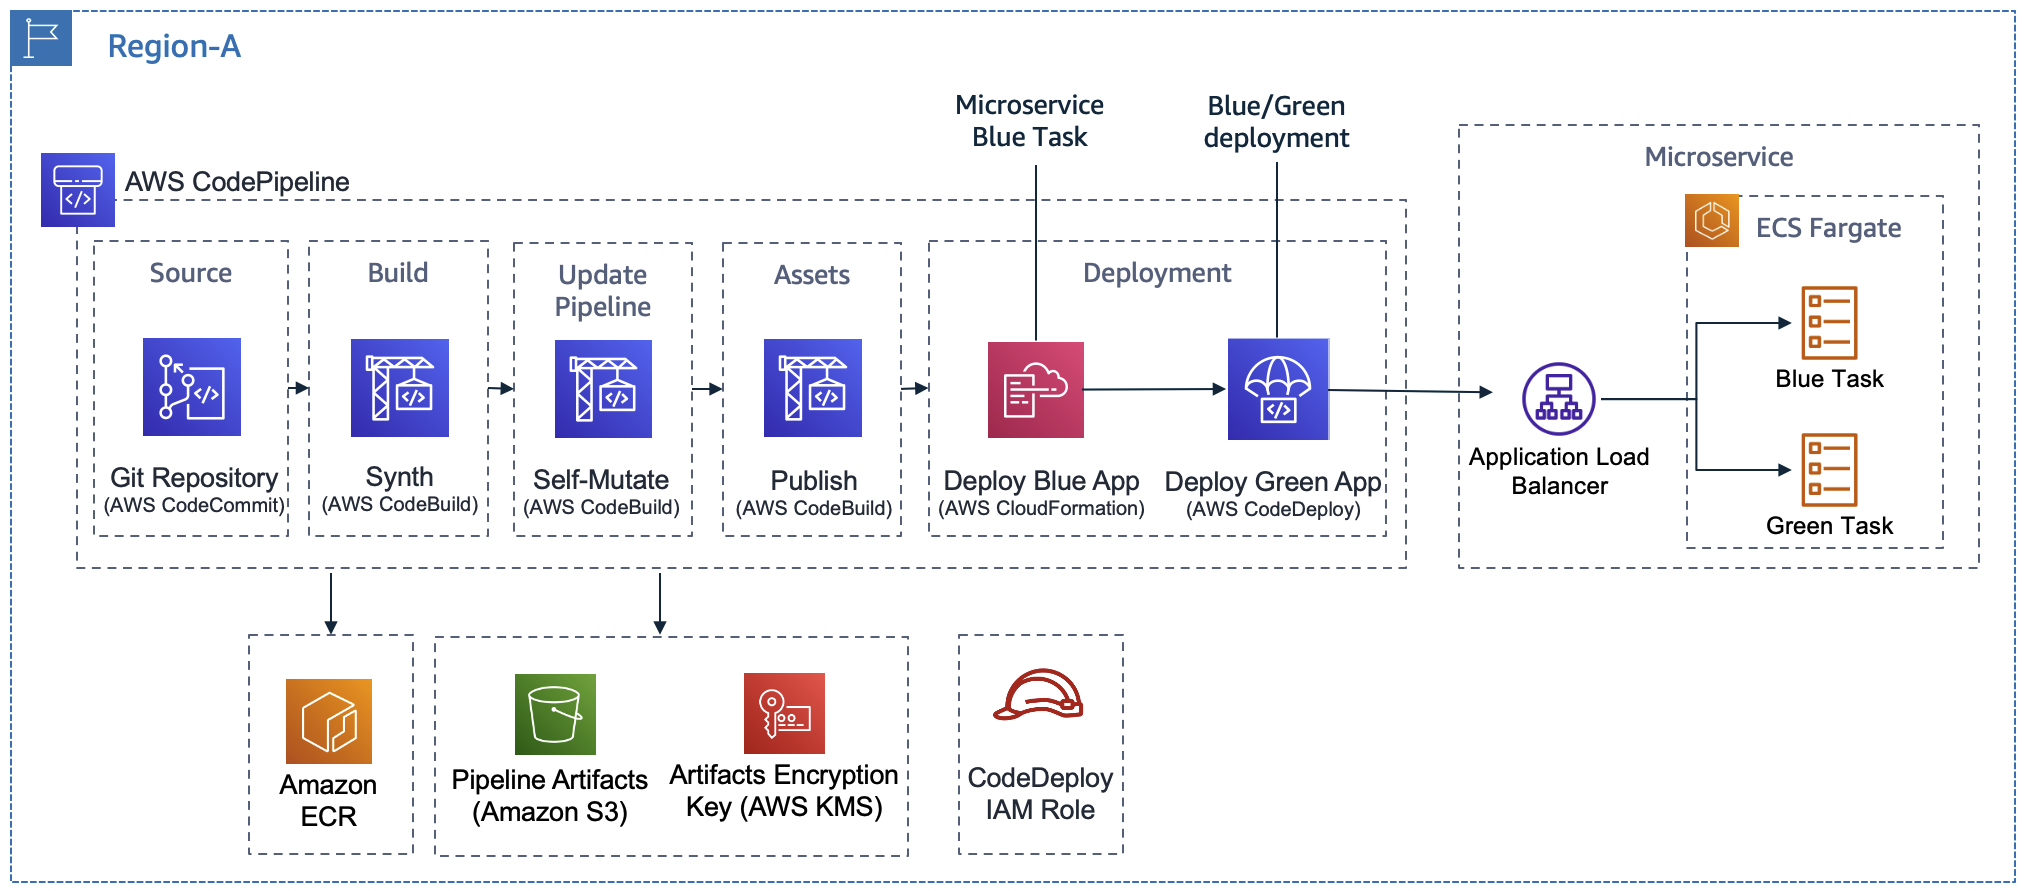 Region-A
Microservice
Blue Task
Blue/Green
deployment
AWS CodePipeline
Source
Git Repository
(AWS CodeCommit)
Build
Synth
(AWS CodeBuild)
Update
Pipeline
Self-Mutate
(AWS CodeBuild)
Assets
Publish
(AWS CodeBuild)
Deployment
Deploy Blue App
(AWS CloudFormation)
Deploy Green App
(AWS CodeDeploy)
Microservice
ECS Fargate
Application Load
Balancer
Blue Task
Green Task
Amazon
ECR
Pipeline Artifacts
(Amazon S3)
Artifacts Encryption
Key (AWS KMS)
CodeDeploy
IAM Role